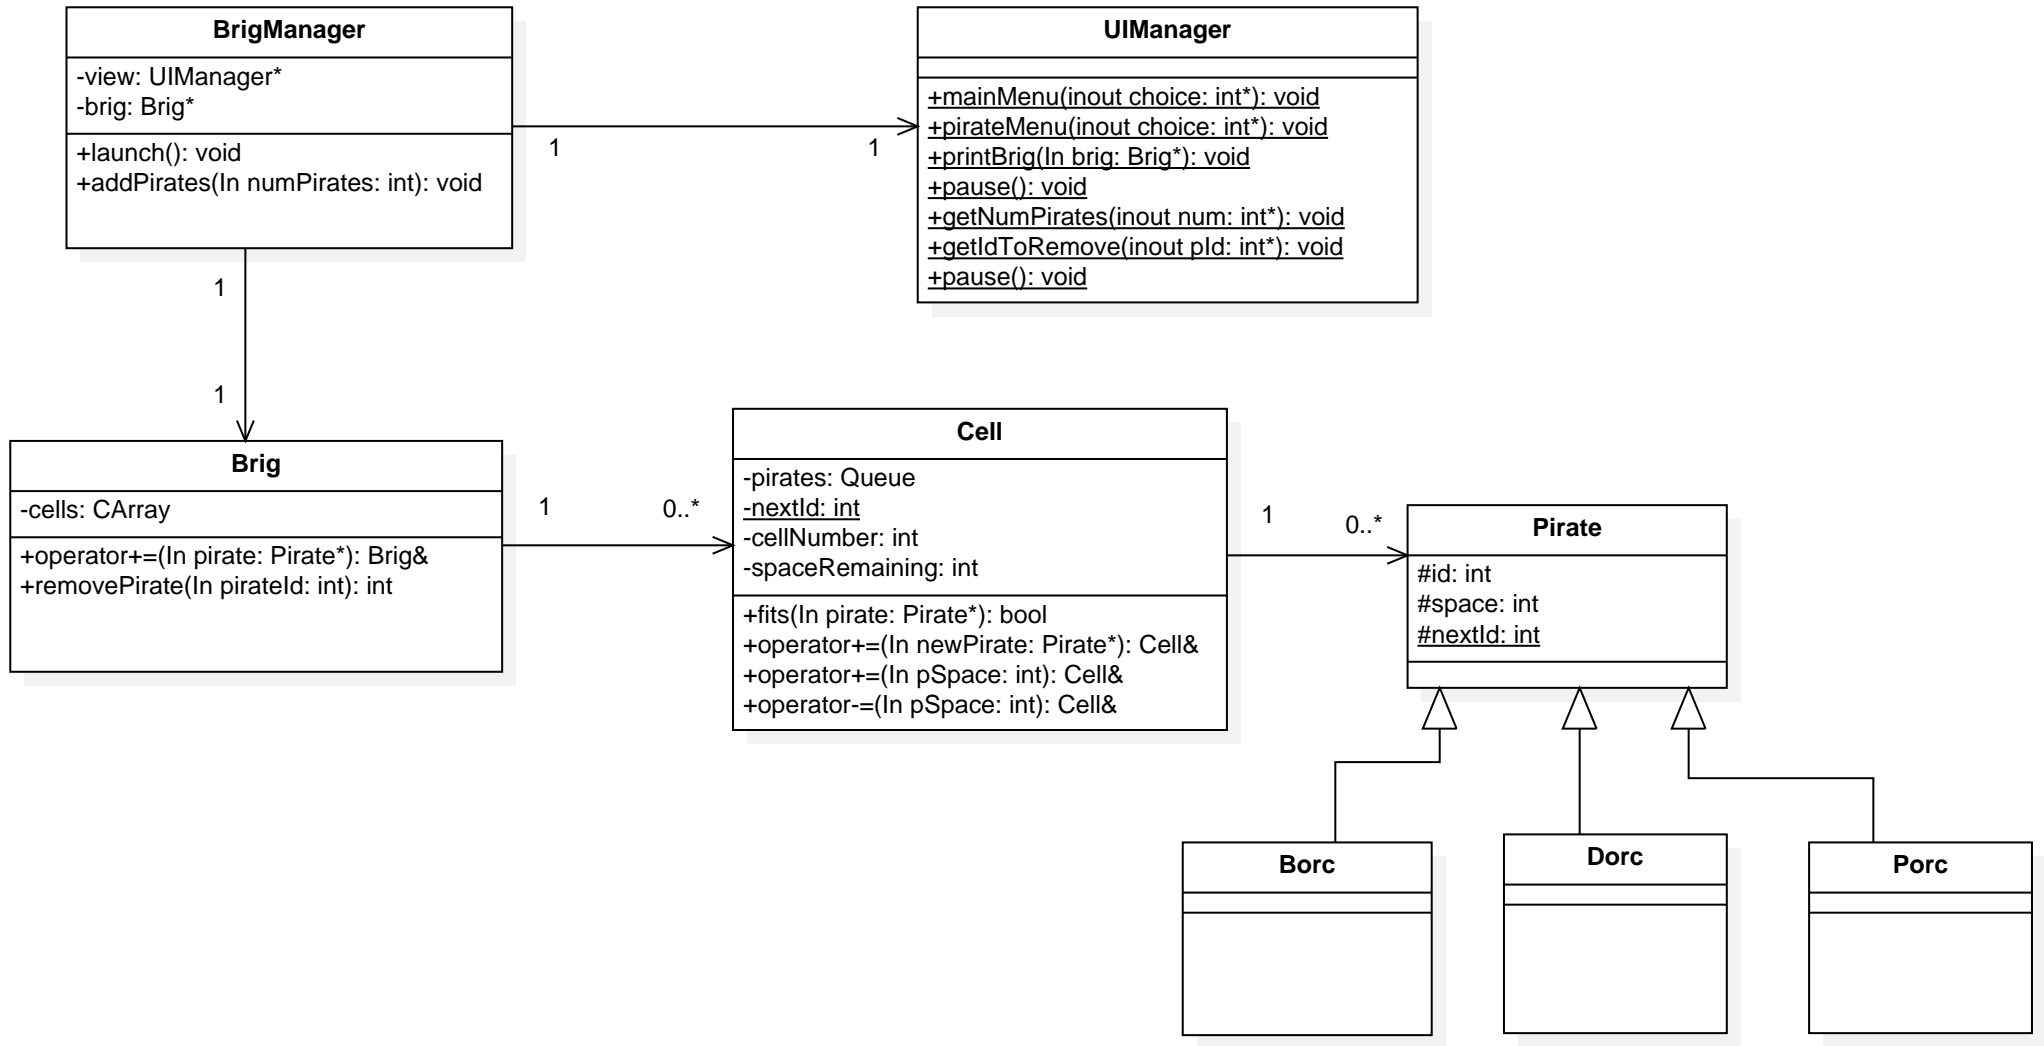 BrigManager
-view: UIManager*
-brig: Brig*
+launch(): void
+addPirates(In numPirates: int): void
UIManager
+mainMenu(inout choice: int*): void
+pirateMenu(inout choice: int*): void
+printBrig(In brig: Brig*): void
+pause(): void
+getNumPirates(inout num: int*): void
+getIdToRemove(inout pId: int*): void
+pause(): void
1
1
1
1
Brig
-cells: CArray
+operator+=(In pirate: Pirate*): Brig&
+removePirate(In pirateId: int): int
1
0..*
Cell
-pirates: Queue
-nextId: int
-cellNumber: int
-spaceRemaining: int
+fits(In pirate: Pirate*): bool
+operator+=(In newPirate: Pirate*): Cell&
+operator+=(In pSpace: int): Cell&
+operator-=(In pSpace: int): Cell&
1
0..*
Pirate
#id: int
#space: int
#nextId: int
Borc
Dorc
Porc